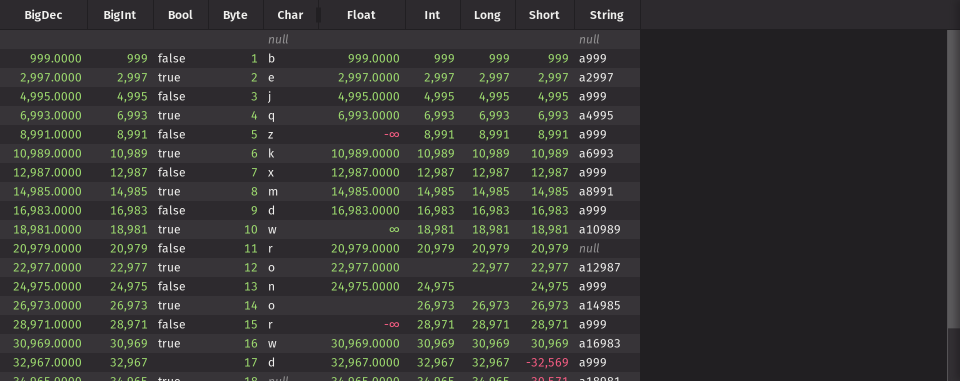 BigDec BigInt Bool Byte Char Float Int Long Short String
null null
999.0000 999 false 1 b 999.0000 999 999 999 a999
2,997.0000 2,997 true 2 e 2,997.0000 2,997 2,997 2,997 a2997
4,995.0000 4,995 false 3 j 4,995.0000 4,995 4,995 4,995 a999
6,993.0000 6,993 true 4 q 6,993.0000 6,993 6,993 6,993 a4995
8,991.0000 8,991 false 5 z -∞ 8,991 8,991 8,991 a999
10,989.0000 10,989 true 6 k 10,989.0000 10,989 10,989 10,989 a6993
12,987.0000 12,987 false 7 x 12,987.0000 12,987 12,987 12,987 a999
14,985.0000 14,985 true 8 m 14,985.0000 14,985 14,985 14,985 a8991
16,983.0000 16,983 false 9 d 16,983.0000 16,983 16,983 16,983 a999
18,981.0000 18,981 true 10 w ∞ 18,981 18,981 18,981 a10989
20,979.0000 20,979 false 11 r 20,979.0000 20,979 20,979 20,979 null
22,977.0000 22,977 true 12 o 22,977.0000 22,977 22,977 a12987
24,975.0000 24,975 false 13 n 24,975.0000 24,975 24,975 a999
26,973.0000 26,973 true 14 o 26,973 26,973 26,973 a14985
28,971.0000 28,971 false 15 r -∞ 28,971 28,971 28,971 a999
30,969.0000 30,969 true 16 w 30,969.0000 30,969 30,969 30,969 a16983
32,967.0000 32,967 17 d 32,967.0000 32,967 32,967 -32,569 a999
34,965.0000 34,965 true 18 null 34,965.0000 34,965 34,965 -30,571 a18981